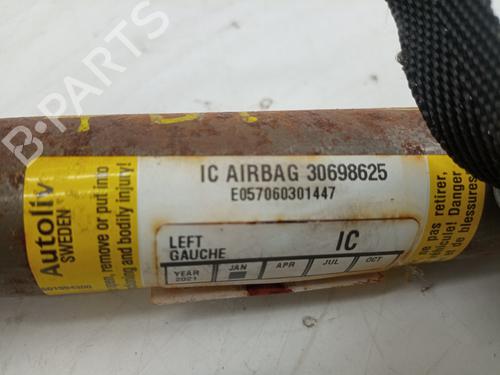 B-PARTS
IC AIRBAG 30698625
E057060301447
LEFT
GAUCHE
IC
YEAR
2021
JAN
APR
JUL
OCT
Autoliv
SWEDEN
remove or put into
and bodily injury!
ne pas retirer,
Danger
de blessures